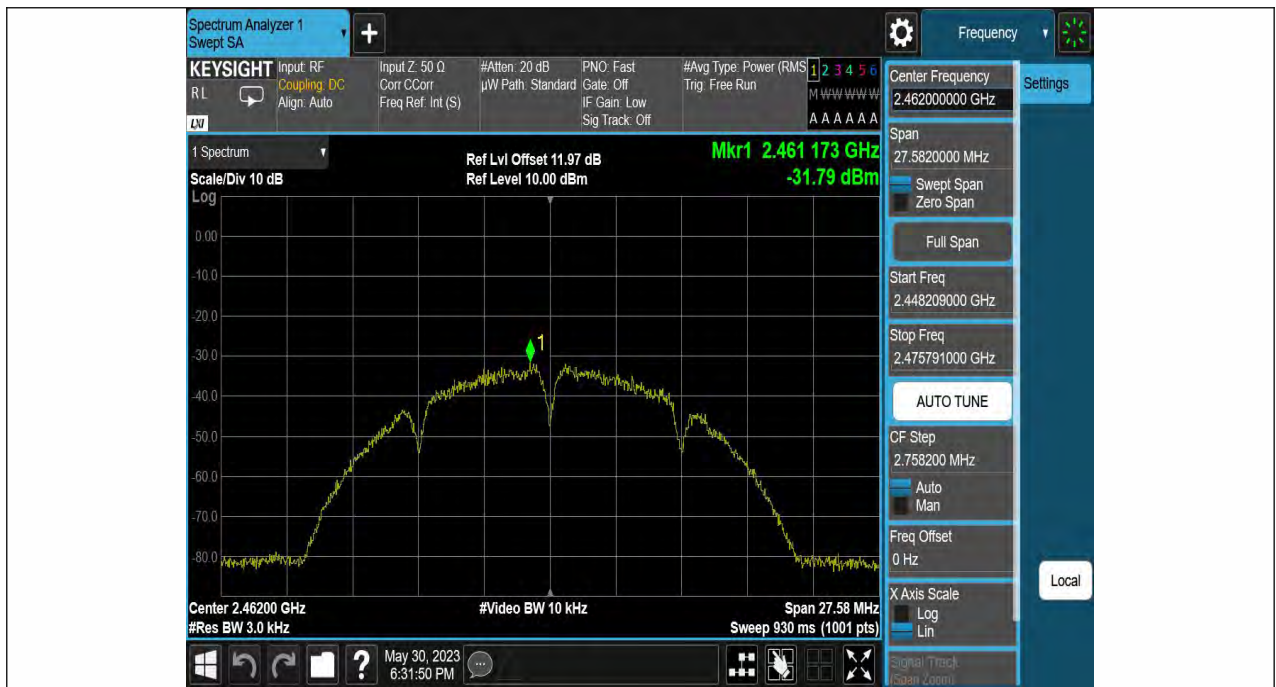 Spectrum Analyzer 1
Swept SA
+
Frequency
KEYSIGHT
RL
LXI
Input: RF
Coupling: DC
Align: Auto
Input Z: 50 Ω
Corr CCorr
Freq Ref: Int (S)
#Atten: 20 dB
µW Path: Standard
PNO: Fast
Gate: Off
IF Gain: Low
Sig Track: Off
#Avg Type: Power (RMS
Trig: Free Run
1 2 3 4 5 6
M W W W W W
A A A A A A
1 Spectrum
Scale/Div 10 dB
Log
Ref Lvl Offset 11.97 dB
Ref Level 10.00 dBm
Mkr1 2.461 173 GHz
-31.79 dBm
0.00
-10.0
-20.0
-30.0
-40.0
-50.0
-60.0
-70.0
-80.0
1
Center 2.46200 GHz
#Res BW 3.0 kHz
#Video BW 10 kHz
Span 27.58 MHz
Sweep 930 ms (1001 pts)
Center Frequency
2.462000000 GHz
Settings
Span
27.5820000 MHz
Swept Span
Zero Span
Full Span
Start Freq
2.448209000 GHz
Stop Freq
2.475791000 GHz
AUTO TUNE
CF Step
2.758200 MHz
Auto
Man
Freq Offset
0 Hz
X Axis Scale
Log
Lin
Local
Signal Track
(Span Zoom)
?
May 30, 2023
6:31:50 PM